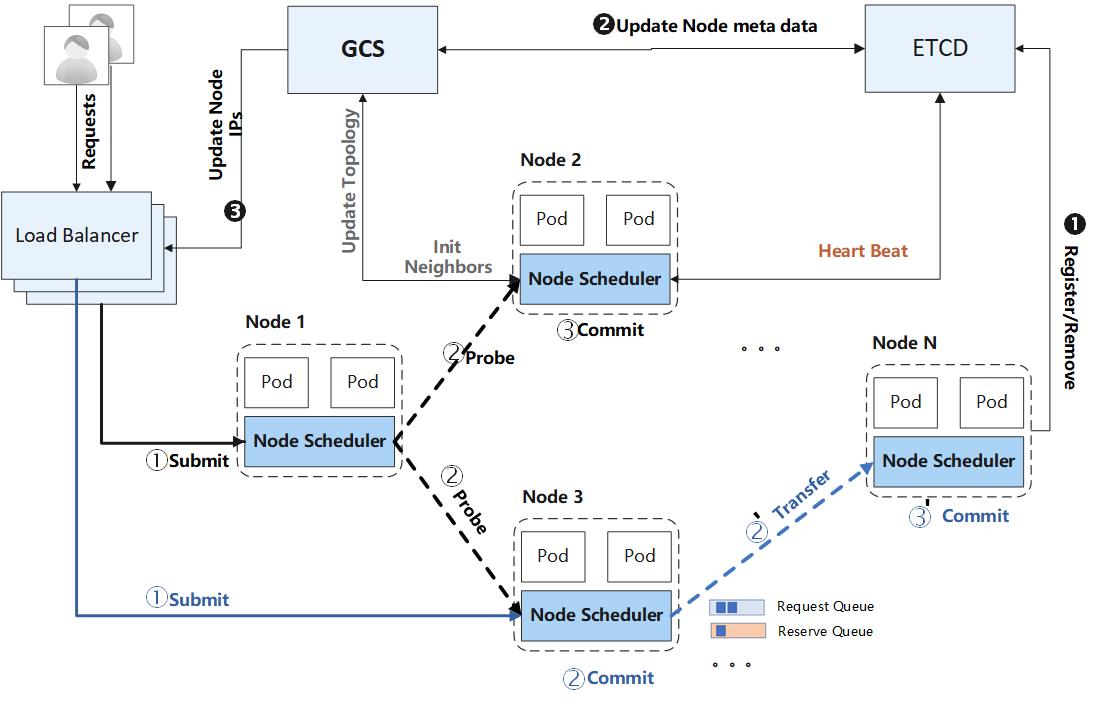 GCS
❷Update Node meta data
ETCD
Requests
Update Node
IPs
❸
Load Balancer
Update Topology
Init
Neighbors
Node 2
Pod
Pod
Node Scheduler
③Commit
Heart Beat
❶
Register/Remove
Node 1
Pod
Pod
Node Scheduler
①Submit
②Probe
②
Probe
Node N
Pod
Pod
Node Scheduler
③' Commit
Node 3
Pod
Pod
Node Scheduler
①Submit
②Commit
②' Transfer
Request Queue
Reserve Queue